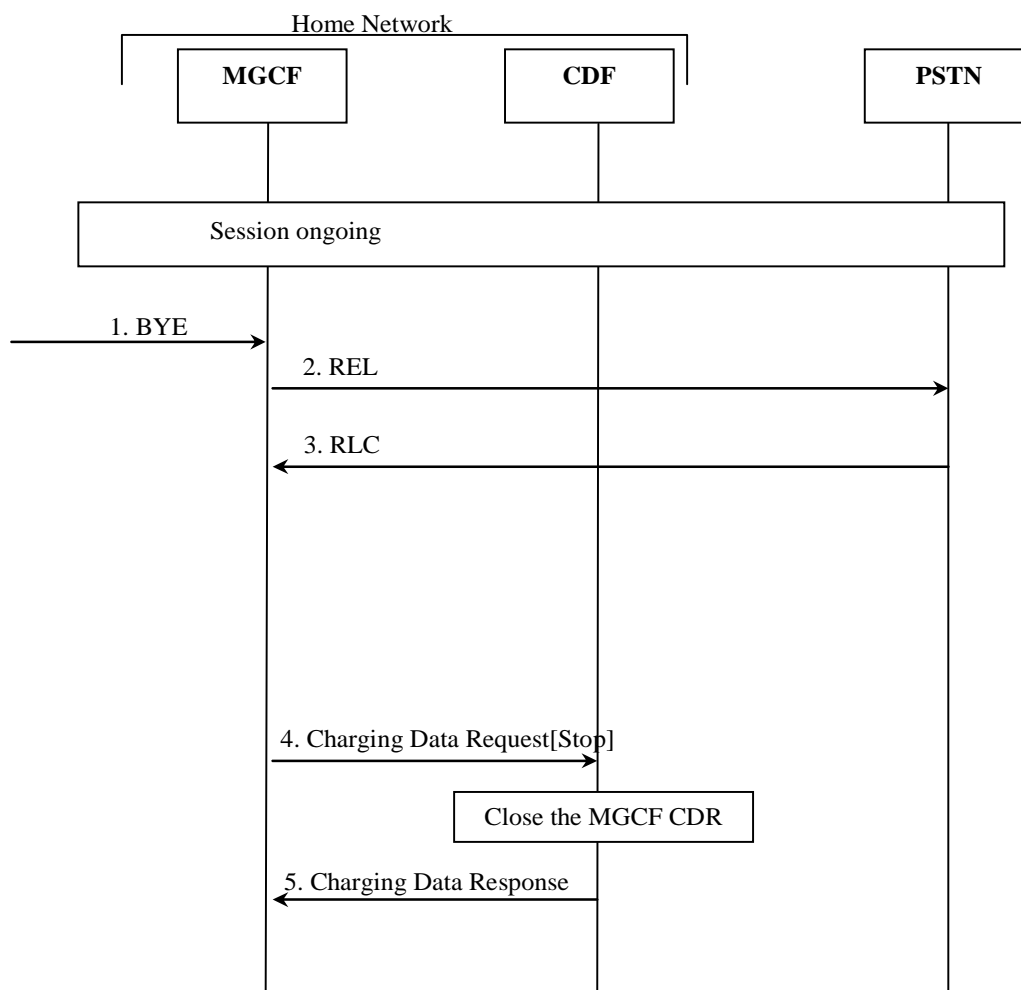 Home Network
MGCF
CDF
PSTN
Session ongoing
1. BYE
2. REL
3. RLC
4. Charging Data Request[Stop]
Close the MGCF CDR
5. Charging Data Response